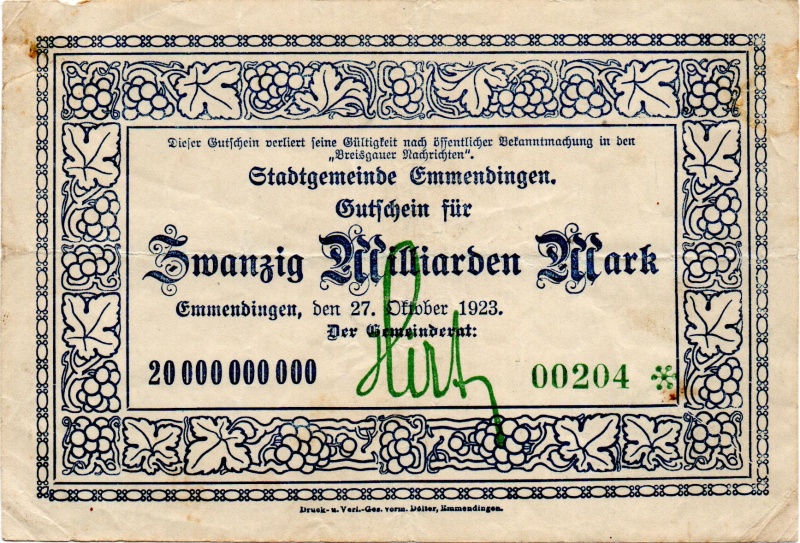 Dieser Gutschein verliert seine Gültigkeit nach öffentlicher Bekanntmachung in den
„Breisgauer Nachrichten“.
Stadtgemeinde Emmendingen.
Gutschein für
Zwanzig Milliarden Mark
Emmendingen, den 27. Oktober 1923.
Der Gemeinderat:
20 000 000 000
Hirtz
00204 *
Druck- u. Verl.-Ges. vorm. Dölter, Emmendingen.